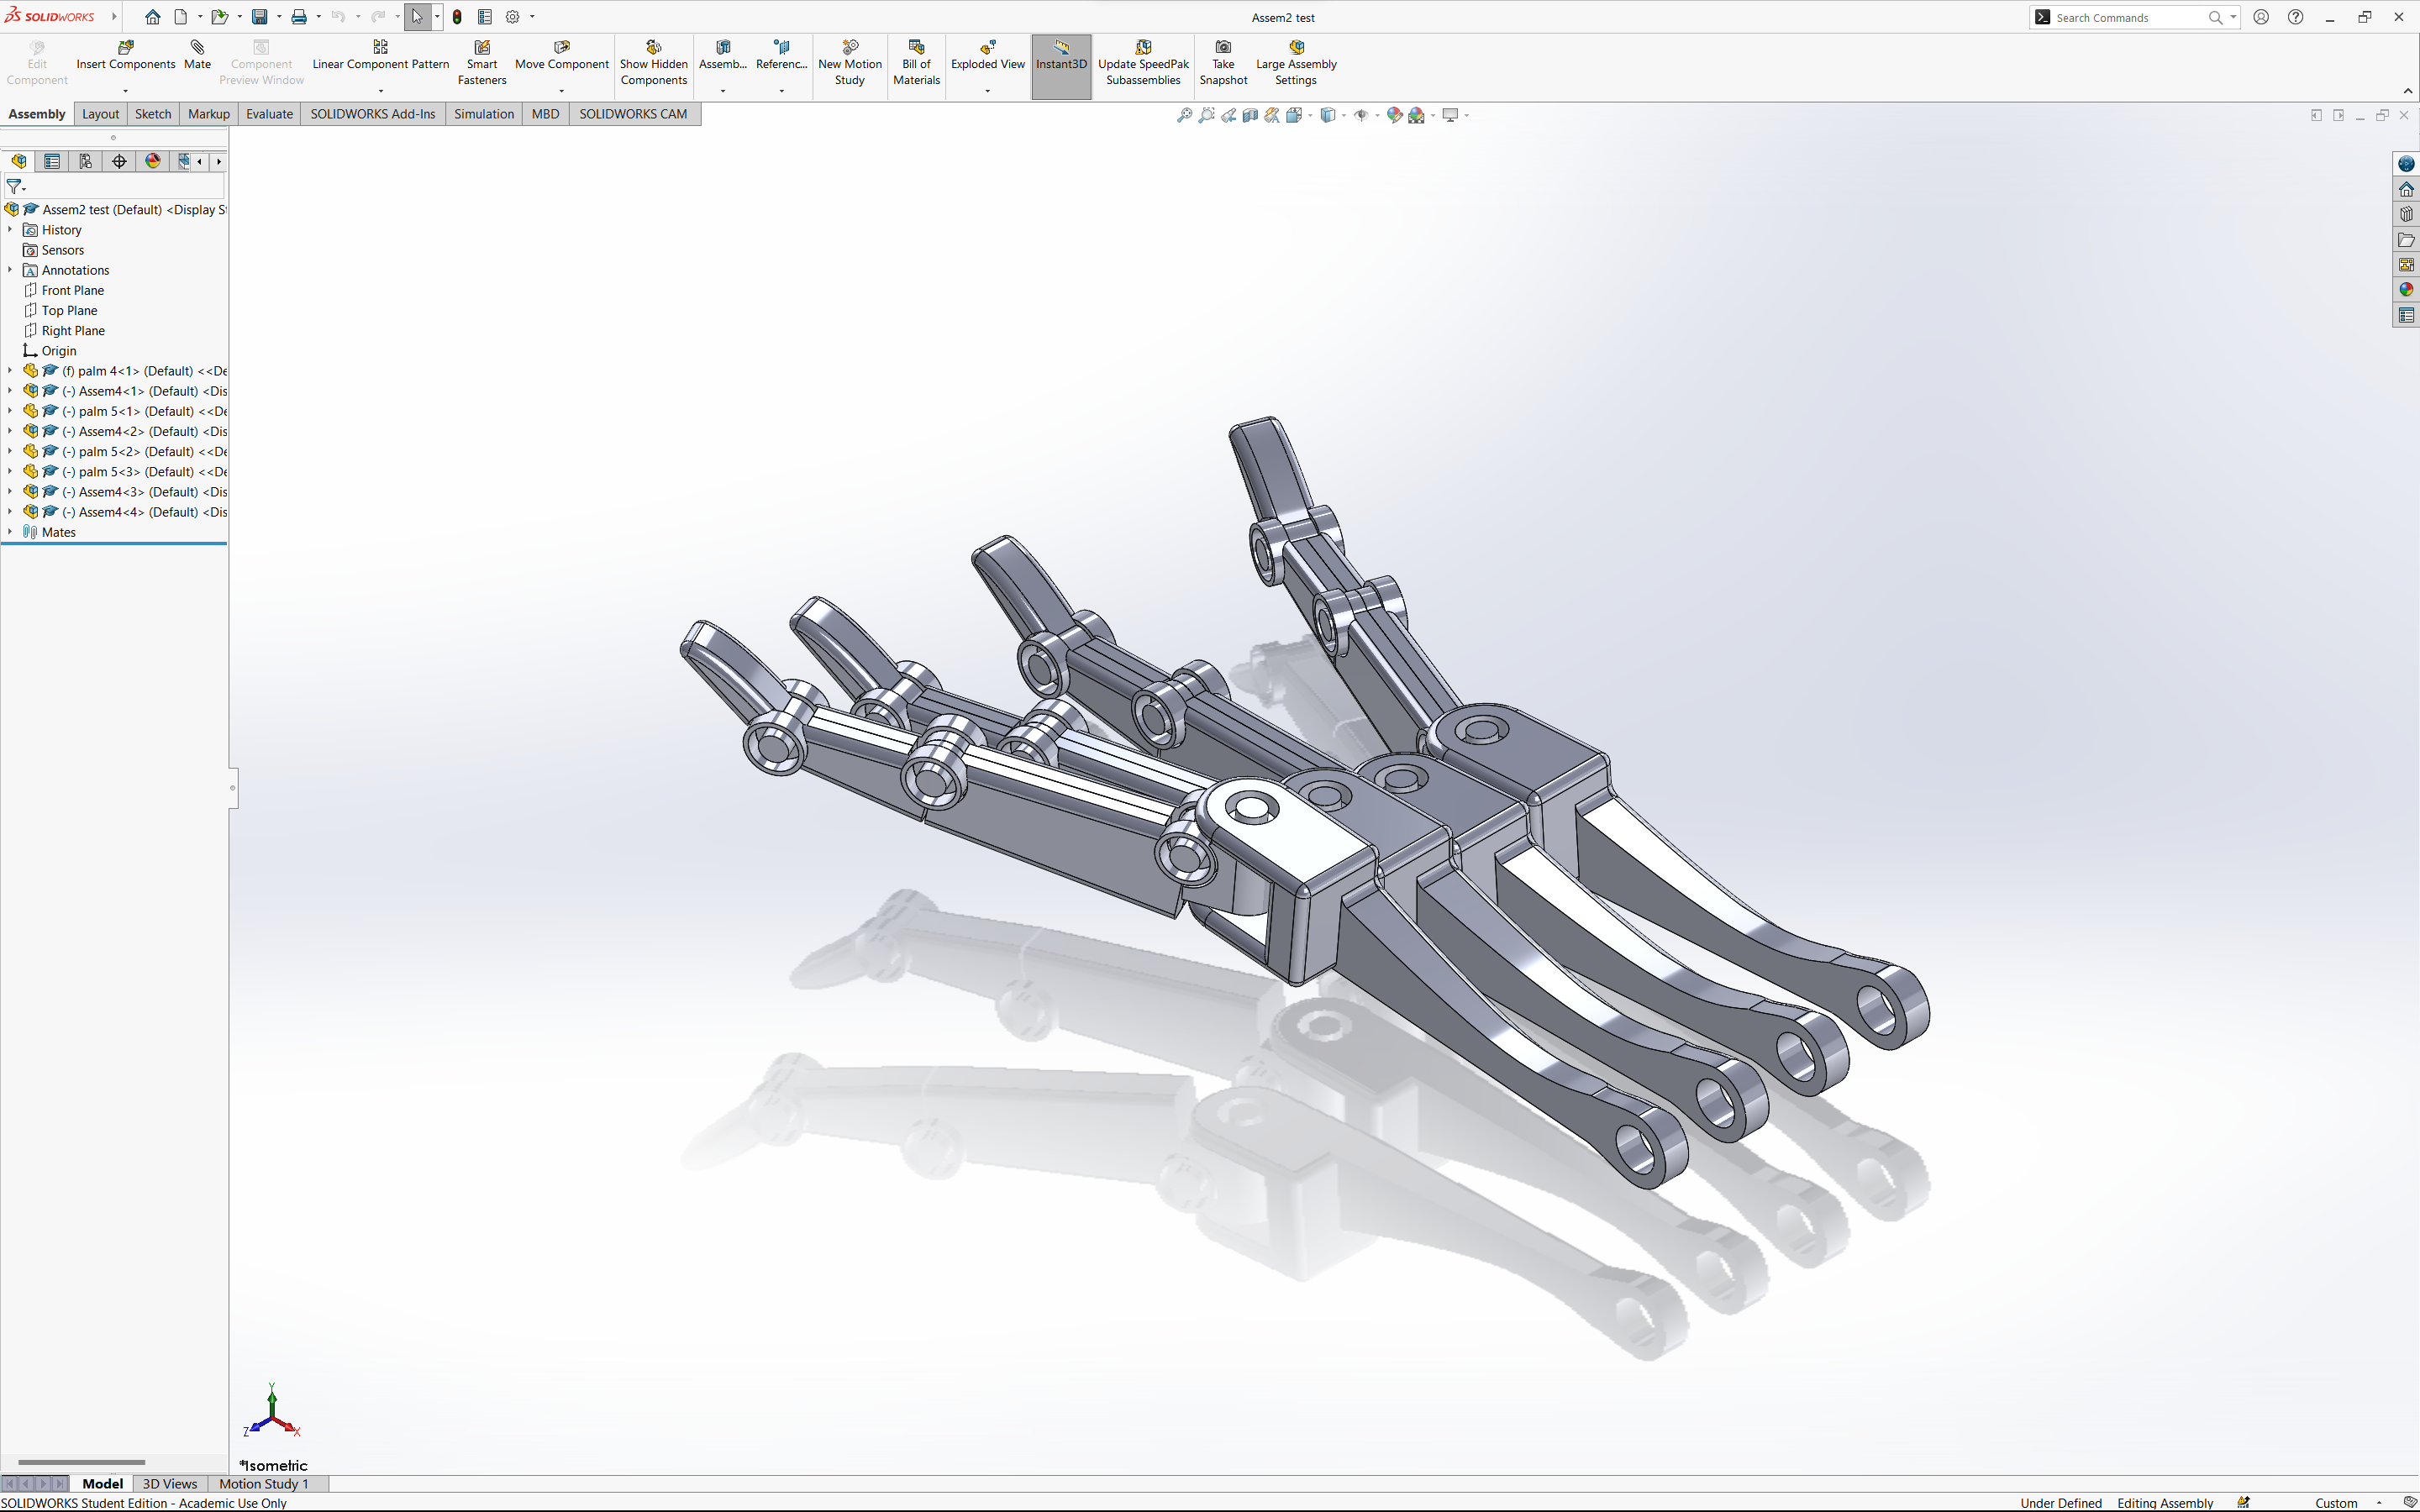 SOLIDWORKS
Assem2 test
Search Commands
Edit Component
Insert Components
Mate
Component Preview Window
Linear Component Pattern
Smart Fasteners
Move Component
Show Hidden Components
Assemb...
Referenc...
New Motion Study
Bill of Materials
Exploded View
Instant3D
Update SpeedPak Subassemblies
Take Snapshot
Large Assembly Settings
Assembly
Layout
Sketch
Markup
Evaluate
SOLIDWORKS Add-Ins
Simulation
MBD
SOLIDWORKS CAM
Assem2 test (Default) <Display St
History
Sensors
Annotations
Front Plane
Top Plane
Right Plane
Origin
(f) palm 4<1> (Default) <<De
(-) Assem4<1> (Default) <Dis
(-) palm 5<1> (Default) <<De
(-) Assem4<2> (Default) <Dis
(-) palm 5<2> (Default) <<De
(-) palm 5<3> (Default) <<De
(-) Assem4<3> (Default) <Dis
(-) Assem4<4> (Default) <Dis
Mates
Y
Z
X
*Isometric
Model
3D Views
Motion Study 1
SOLIDWORKS Student Edition - Academic Use Only
Under Defined
Editing Assembly
Custom